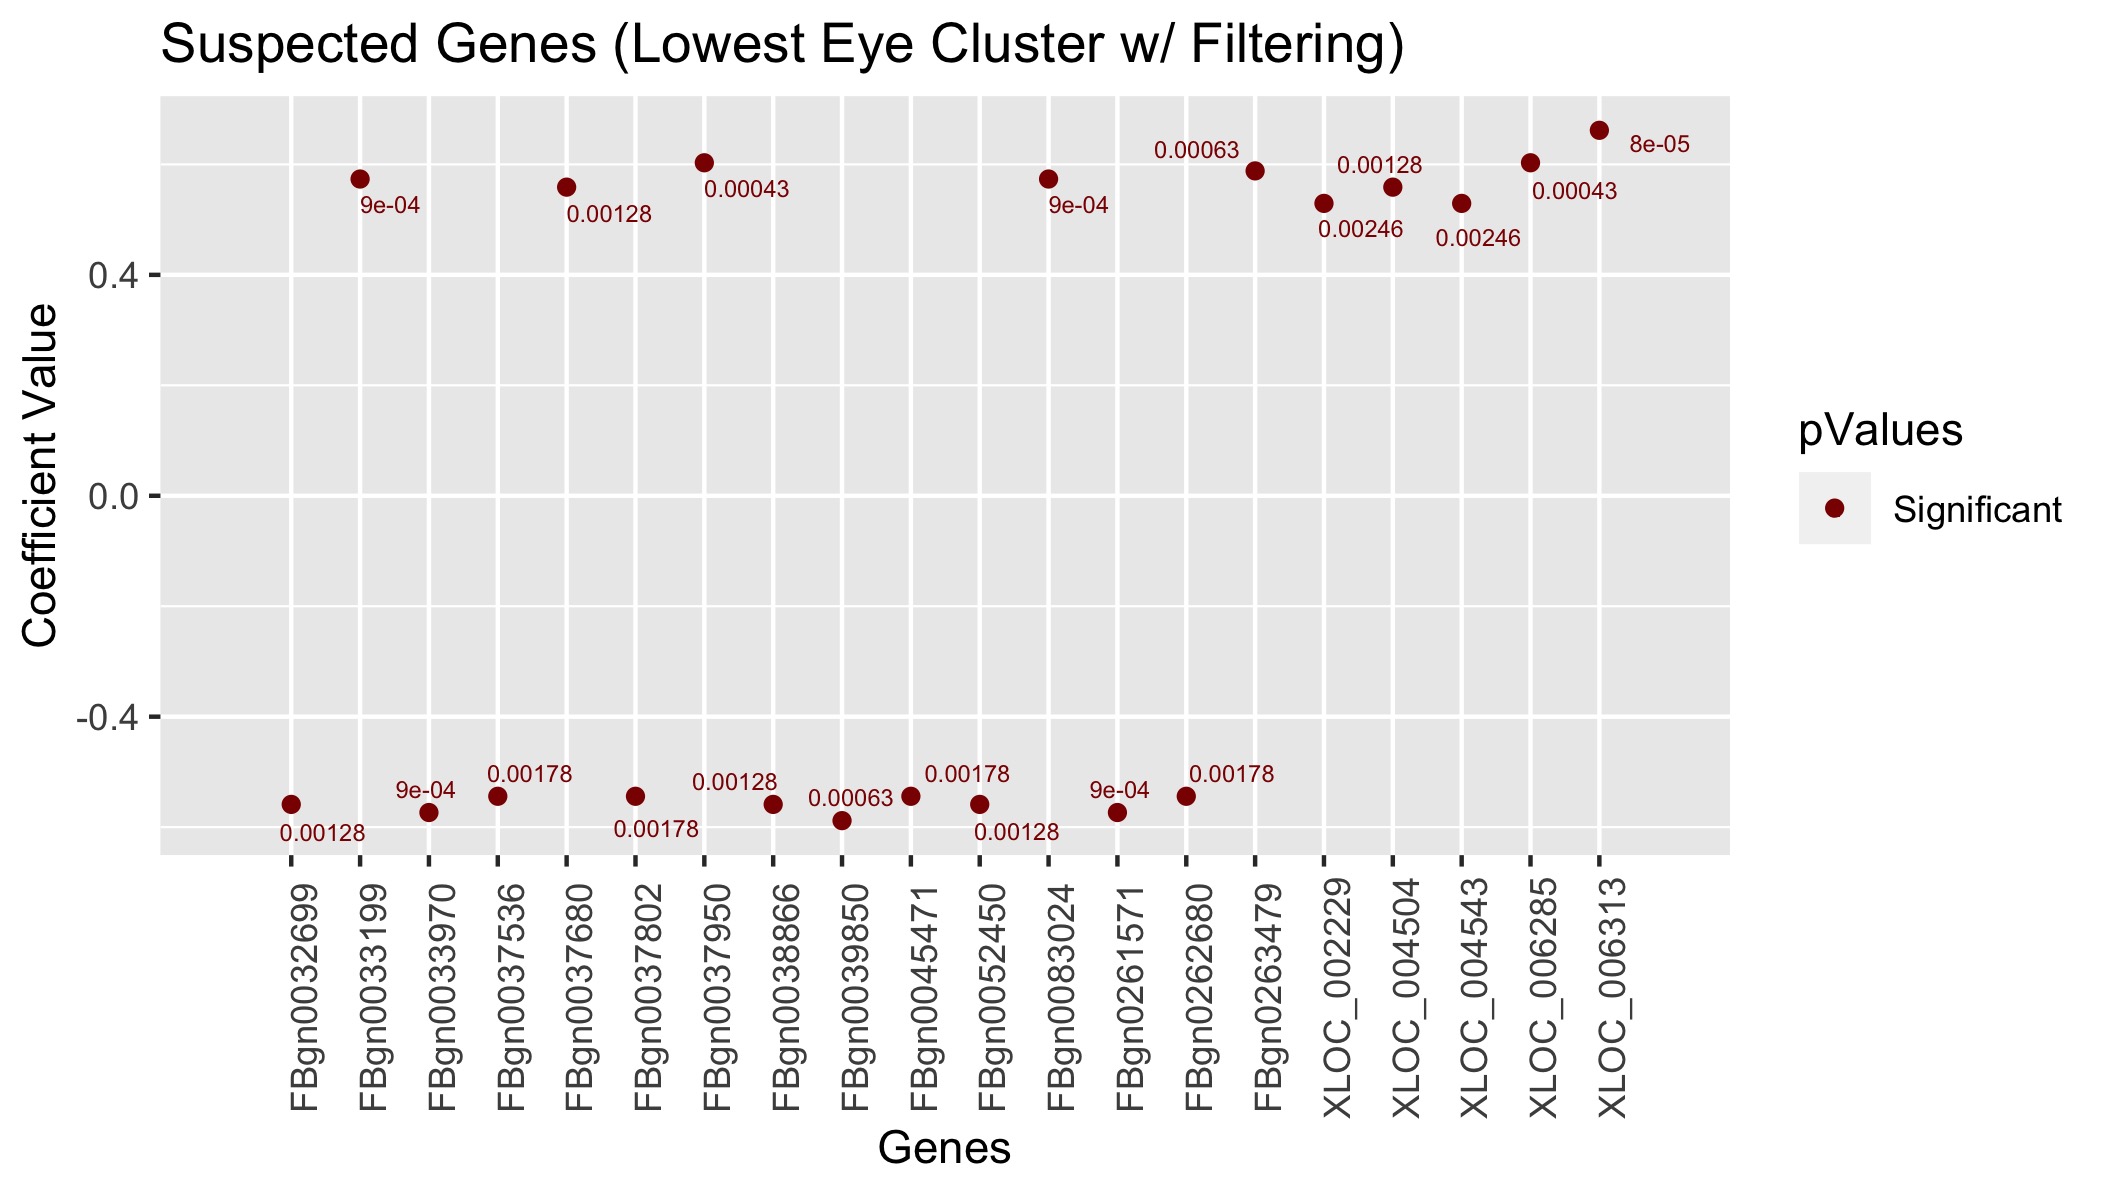 Suspected Genes (Lowest Eye Cluster w/ Filtering)
8e-05
0.00063
0.00128
0.00043
0.00043
9e-04
9e-04
0.00128
0.00246
0.00246
0.4
0.0
-0.4
Coefficient Value
0.00178
0.00178
0.00178
0.00128
9e-04
9e-04
0.00063
0.00128
0.00178
0.00128
pValues
Significant
FBgn0032699
FBgn0033199
FBgn0033970
FBgn0037536
FBgn0037680
FBgn0037802
FBgn0037950
FBgn0038866
FBgn0039850
FBgn0045471
FBgn0052450
FBgn0083024
FBgn0261571
FBgn0262680
FBgn0263479
XLOC_002229
XLOC_004504
XLOC_004543
XLOC_006285
XLOC_006313
Genes